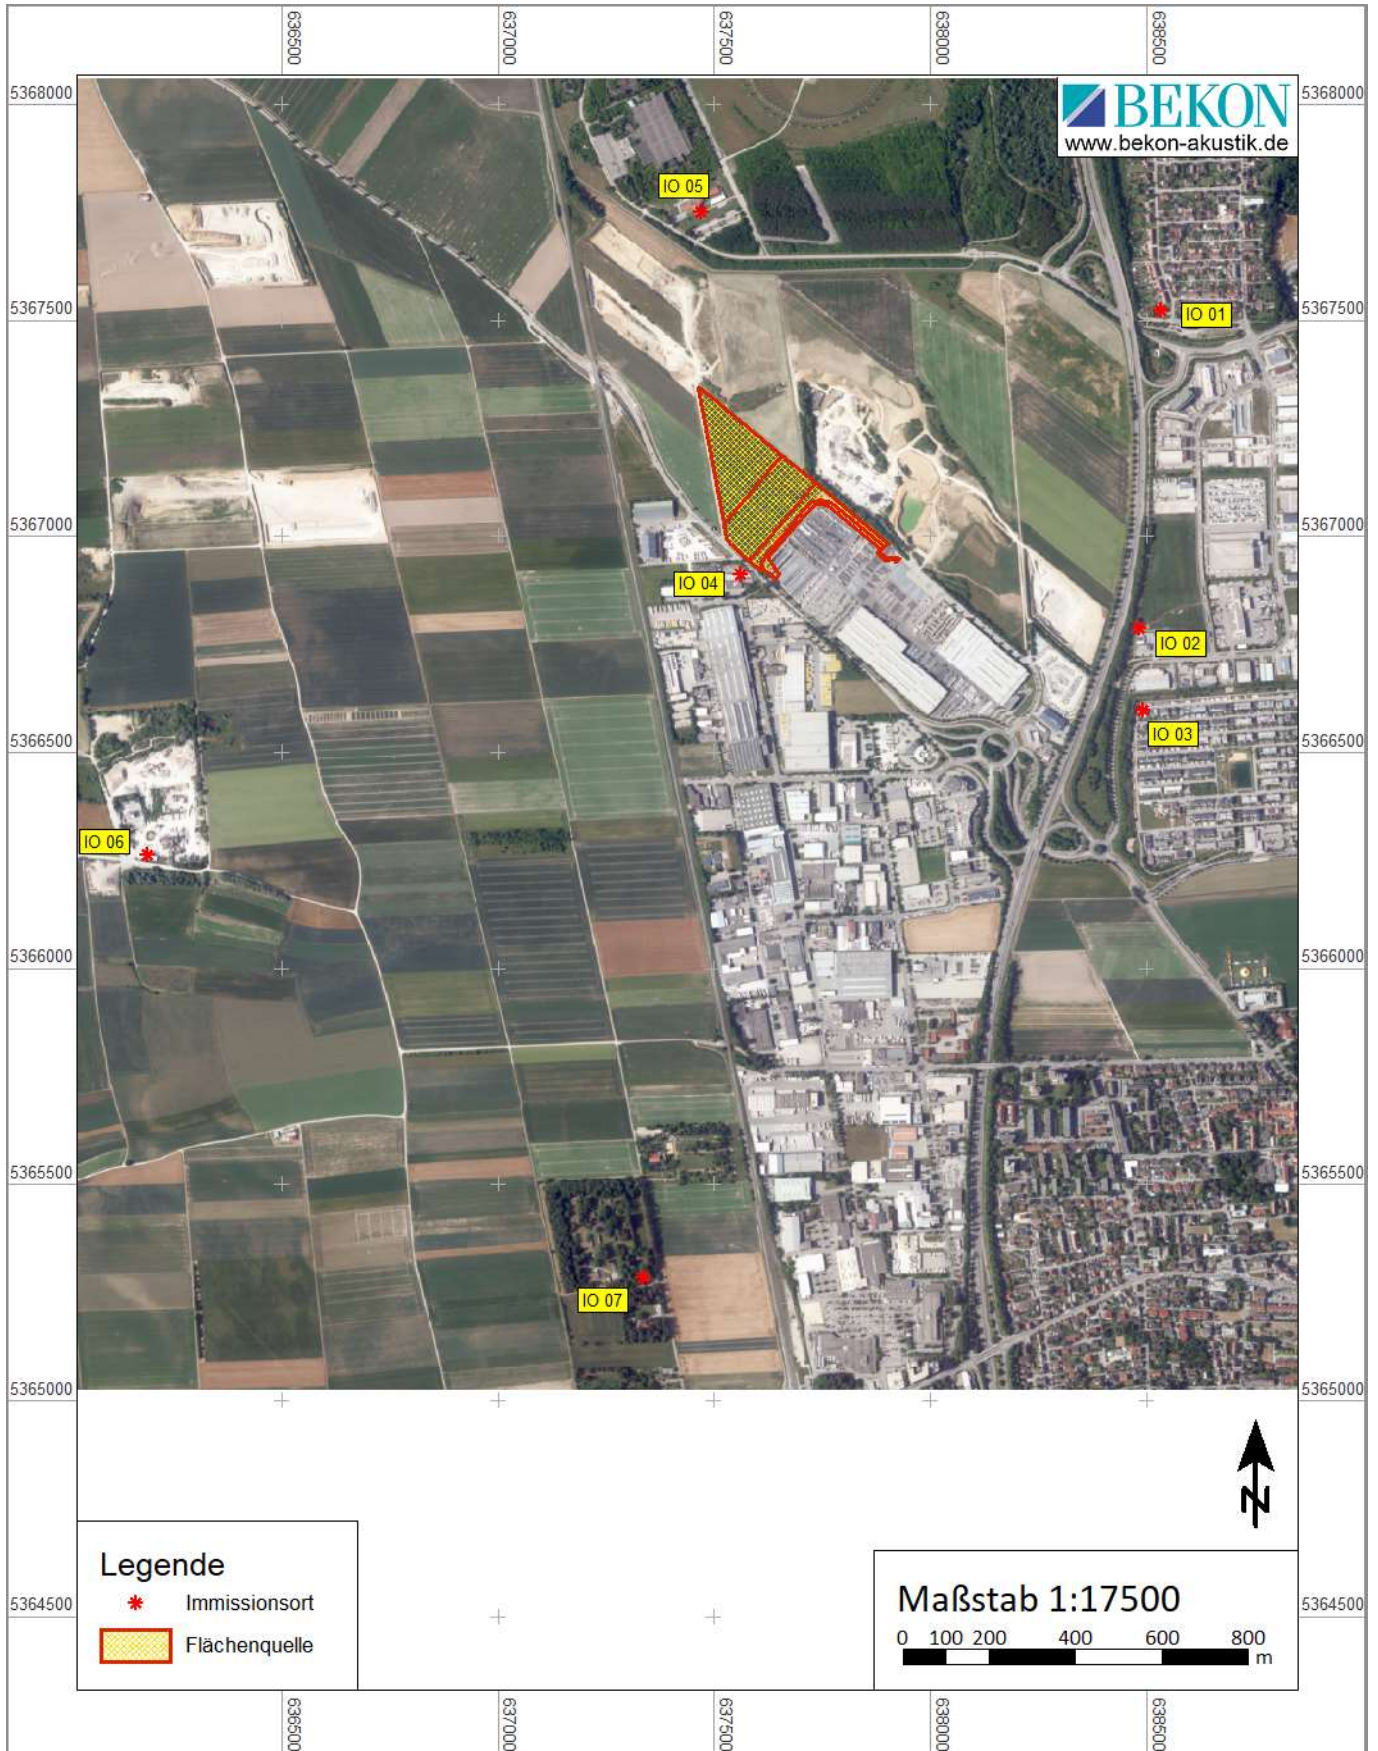 636500
637000
637500
638000
638500
5368000
5368000
BEKON
www.bekon-akustik.de
IO 05
5367500
IO 01
5367500
5367000
5367000
IO 04
IO 02
5366500
IO 03
5366500
IO 06
5366000
5366000
5365500
5365500
IO 07
5365000
5365000
N
Legende
Immissionsort
Flächenquelle
Maßstab 1:17500
0 100 200 400 600 800
m
5364500
5364500
636500
637000
637500
638000
638500